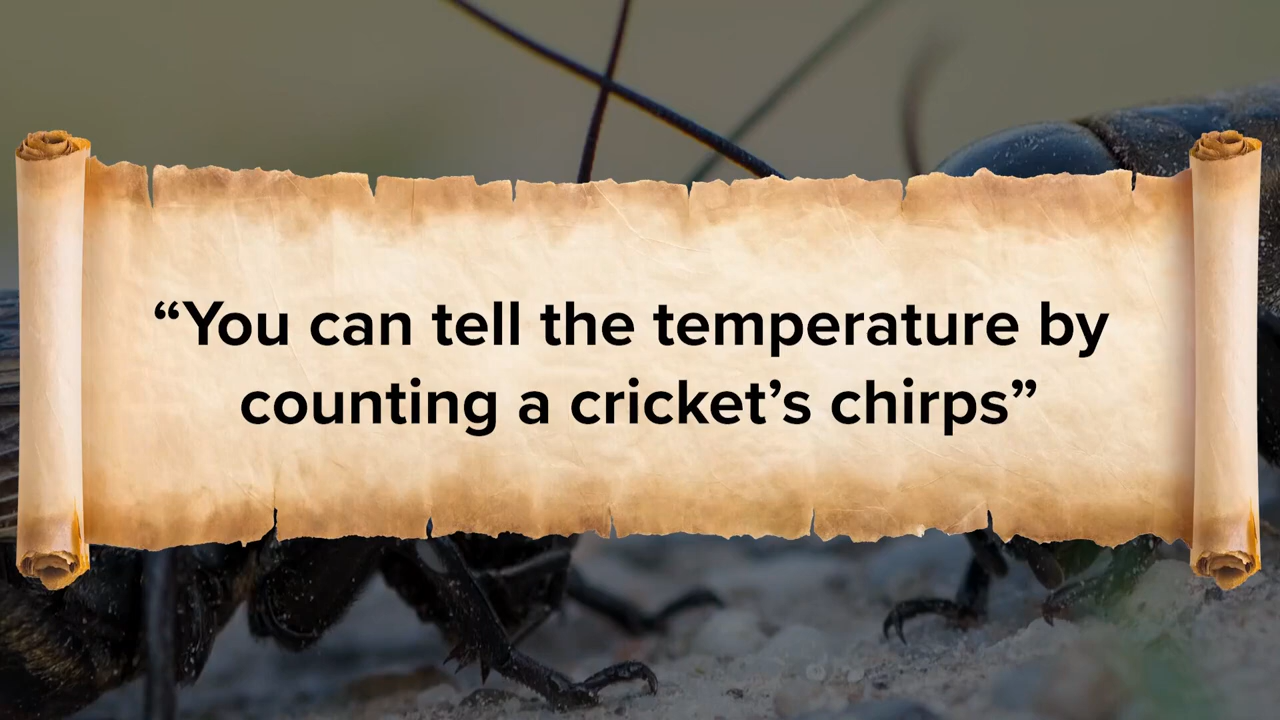 “You can tell the temperature by
counting a cricket’s chirps”